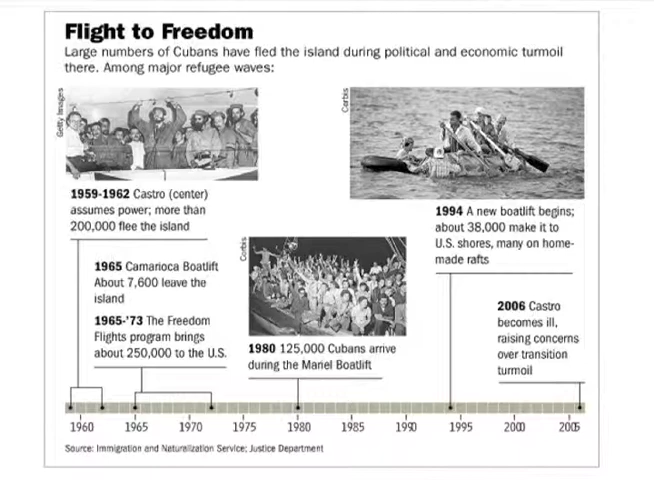 Flight to Freedom
Large numbers of Cubans have fled the island during political and economic turmoil
there. Among major refugee waves:
Getty Images
Corbis
1959-1962 Castro (center)
assumes power; more than
200,000 flee the island
1994 A new boatlift begins;
about 38,000 make it to
U.S. shores, many on home-
made rafts
Corbis
1965 Camarioca Boatlift
About 7,600 leave the
island
1965-'73 The Freedom
Flights program brings
about 250,000 to the U.S.
1980 125,000 Cubans arrive
during the Mariel Boatlift
2006 Castro
becomes ill,
raising concerns
over transition
turmoil
1960 1965 1970 1975 1980 1985 1990 1995 2000 2005
Source: Immigration and Naturalization Service; Justice Department